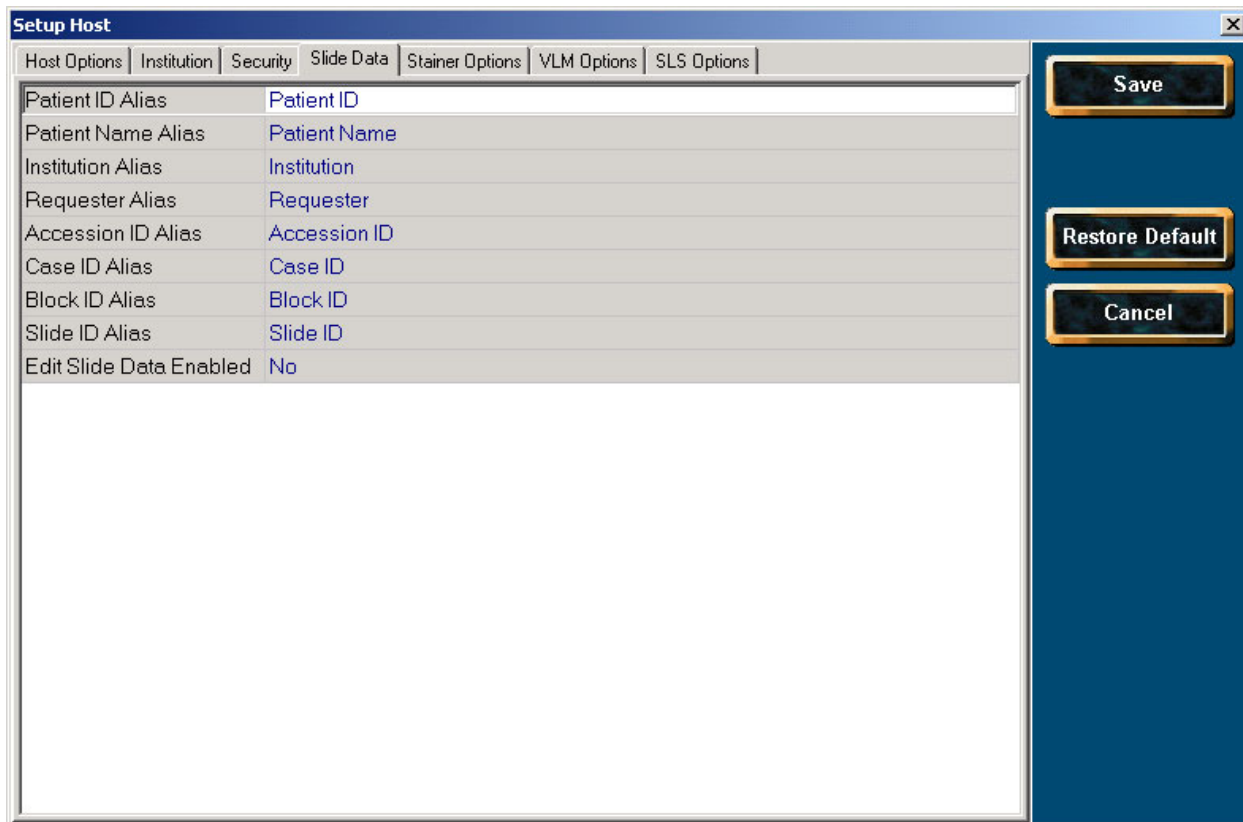 Setup Host
Host Options Institution Security Slide Data Stainer Options VLM Options SLS Options
Patient ID Alias Patient ID
Patient Name Alias Patient Name
Institution Alias Institution
Requester Alias Requester
Accession ID Alias Accession ID
Case ID Alias Case ID
Block ID Alias Block ID
Slide ID Alias Slide ID
Edit Slide Data Enabled No
Save
Restore Default
Cancel